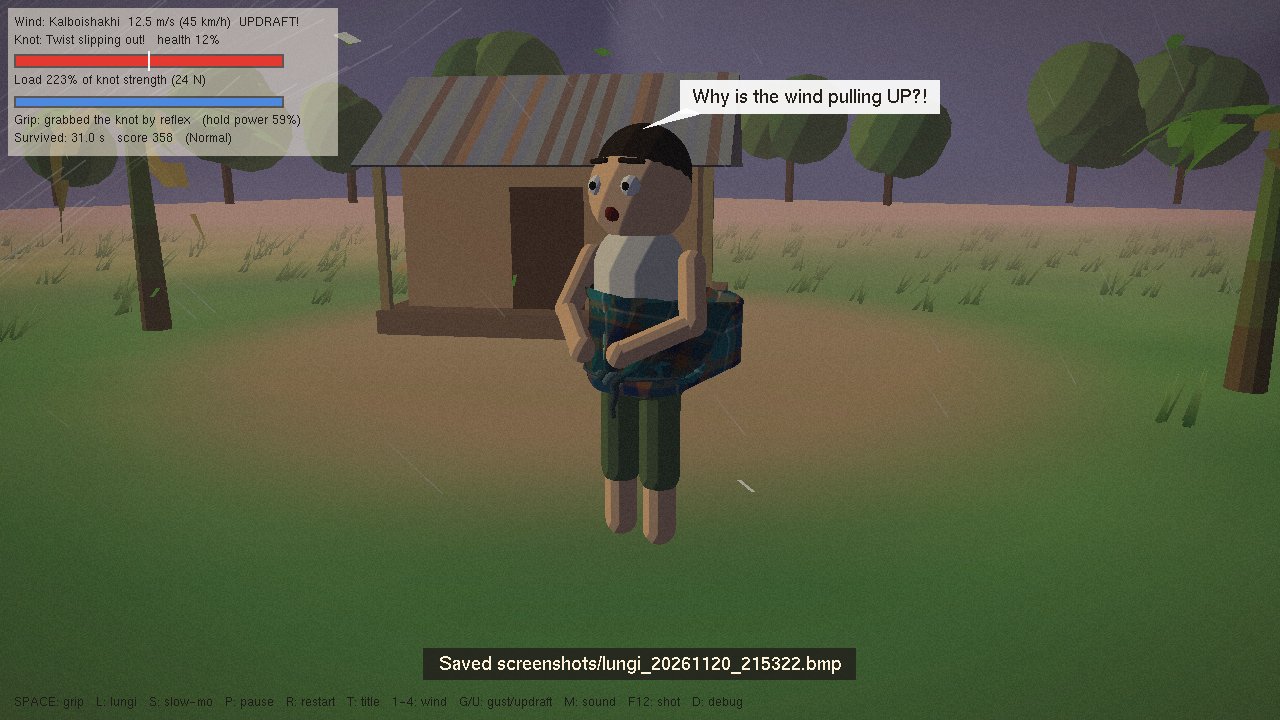 Wind: Kalboishakhi 12.5 m/s (45 km/h) UPDRAFT!
Knot: Twist slipping out! health 12%
Load 223% of knot strength (24 N)
Grip: grabbed the knot by reflex (hold power 59%)
Survived: 31.0 s score 358 (Normal)
Why is the wind pulling UP?!
Saved screenshots/lungi_20261120_215322.bmp
SPACE: grip L: lungi S: slow-mo P: pause R: restart T: title 1-4: wind G/U: gust/updraft M: sound F12: shot D: debug